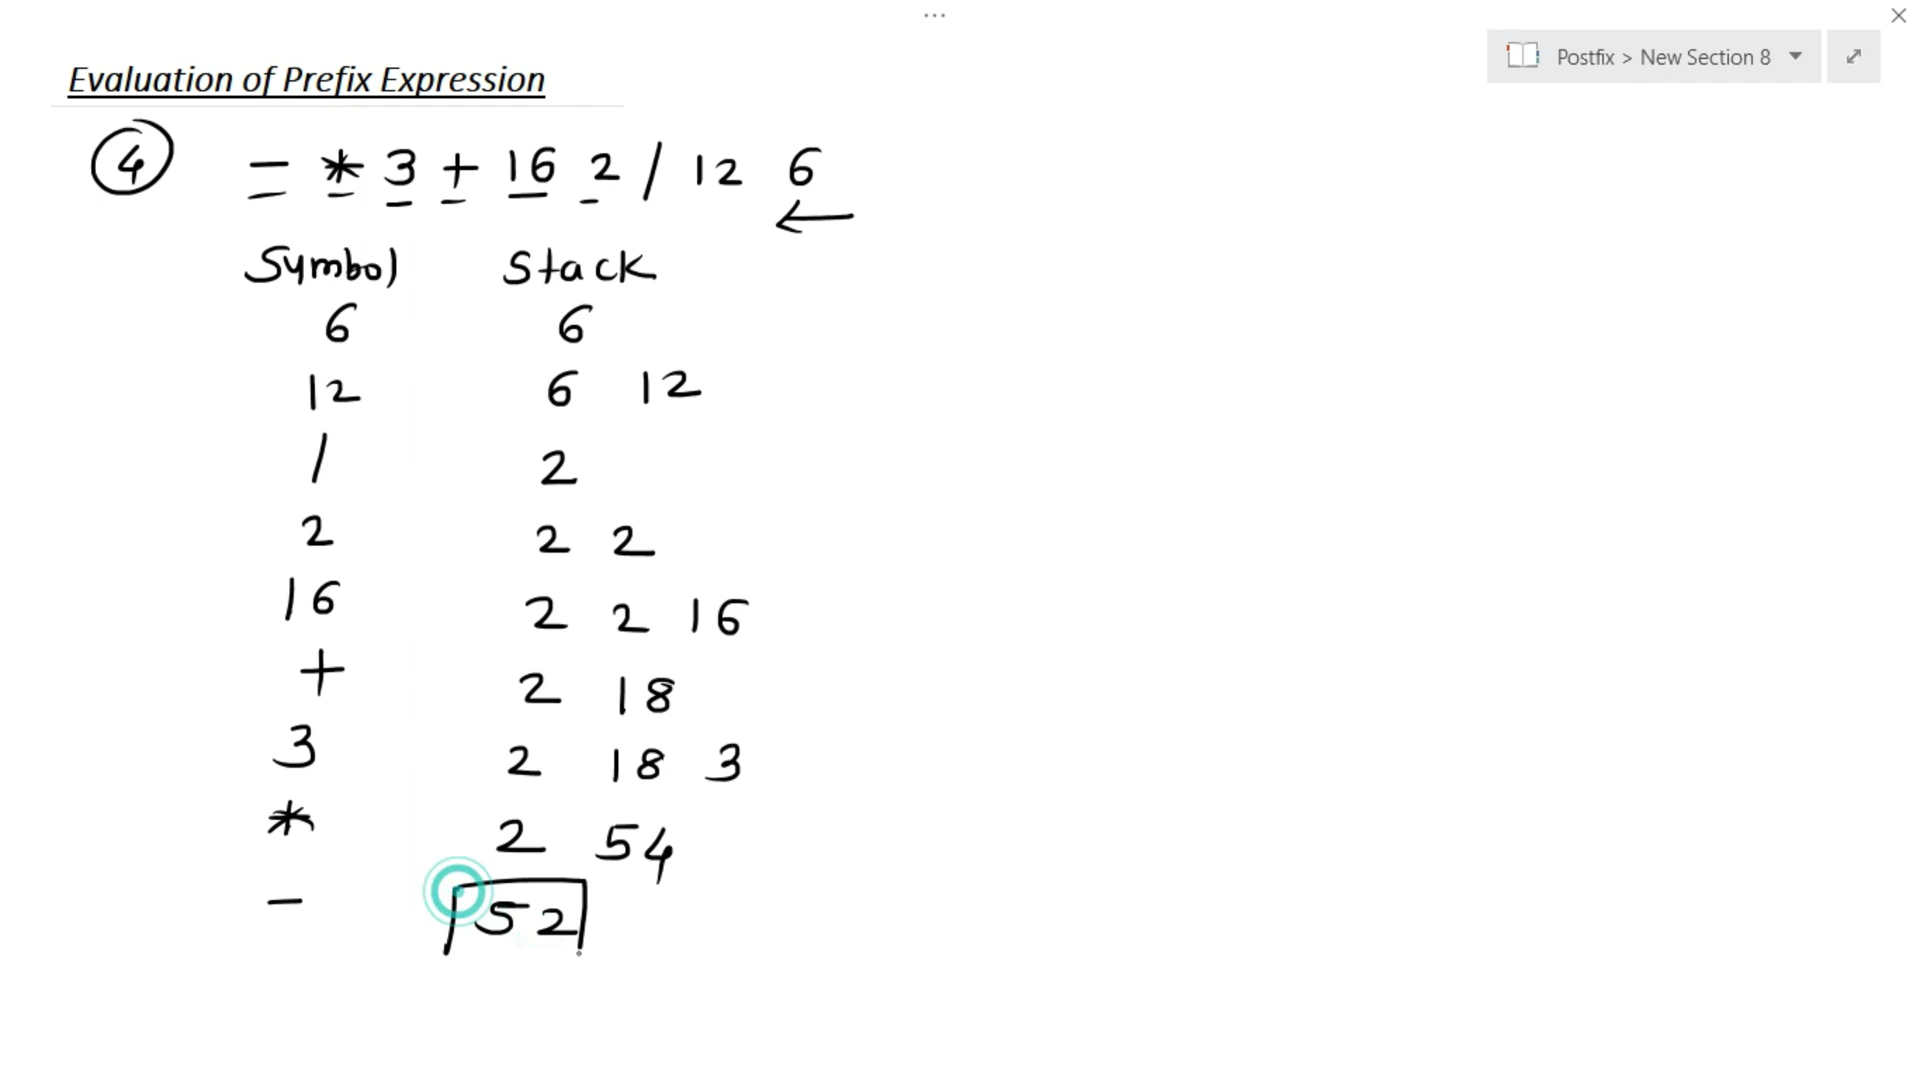 ...
Postfix > New Section 8
Evaluation of Prefix Expression
4 - * 3 + 16 2 / 12 6
Symbol Stack
6 6
12 6 12
/ 2
2 2 2
16 2 2 16
+ 2 18
3 2 18 3
* 2 54
- 52